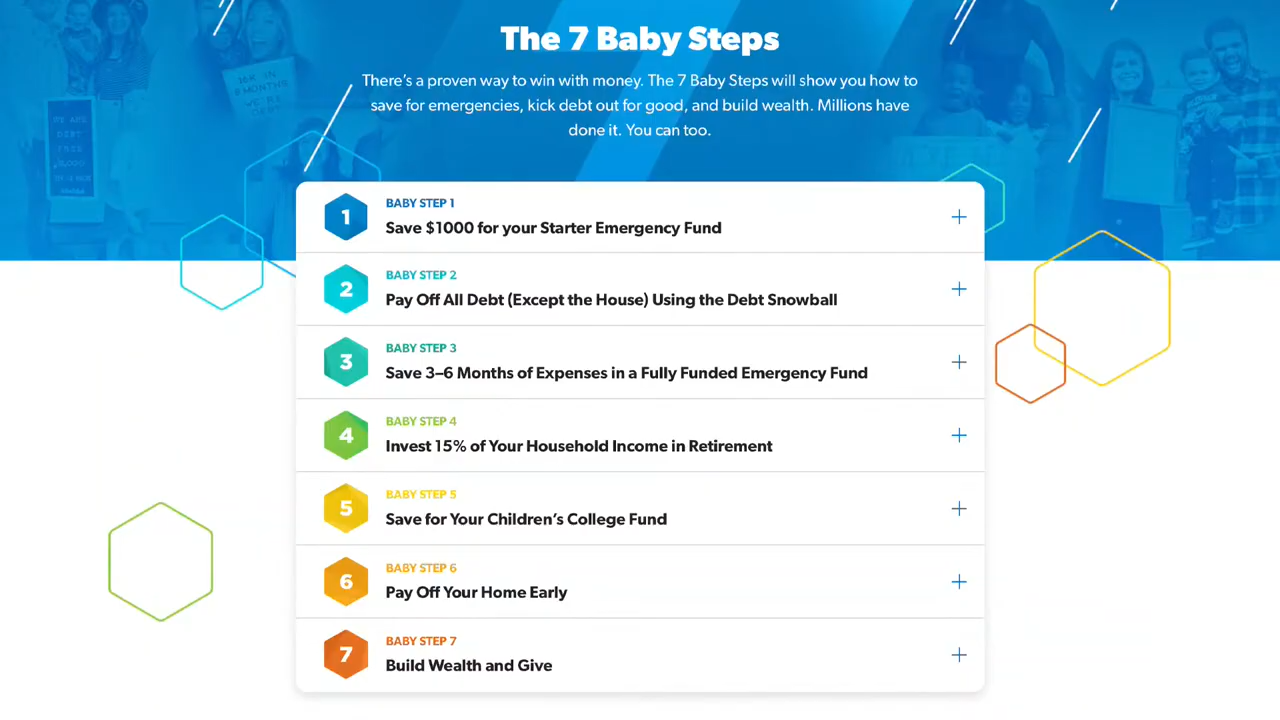 The 7 Baby Steps
There's a proven way to win with money. The 7 Baby Steps will show you how to
save for emergencies, kick debt out for good, and build wealth. Millions have
done it. You can too.
1
BABY STEP 1
Save $1000 for your Starter Emergency Fund
2
BABY STEP 2
Pay Off All Debt (Except the House) Using the Debt Snowball
3
BABY STEP 3
Save 3–6 Months of Expenses in a Fully Funded Emergency Fund
4
BABY STEP 4
Invest 15% of Your Household Income in Retirement
5
BABY STEP 5
Save for Your Children's College Fund
6
BABY STEP 6
Pay Off Your Home Early
7
BABY STEP 7
Build Wealth and Give